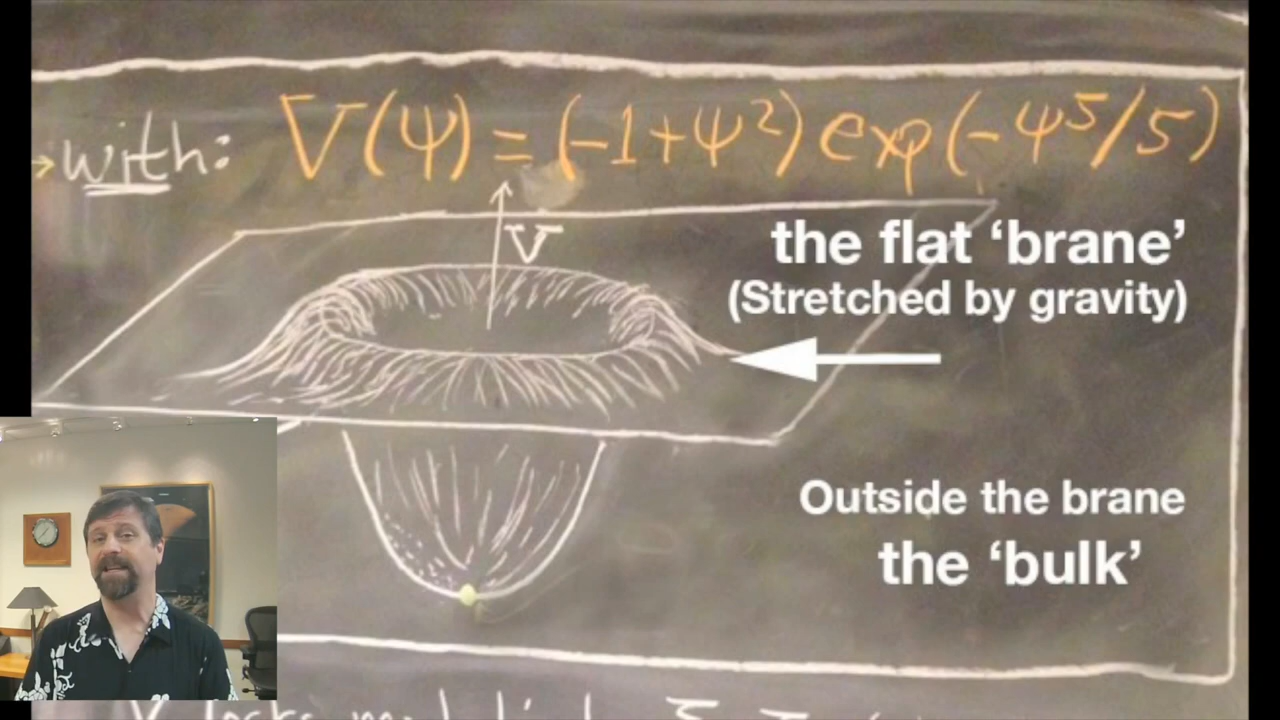 with: V(Ψ) = (-1+Ψ²) exp(-Ψ⁵/5)
V
the flat ‘brane’
(Stretched by gravity)
Outside the brane
the ‘bulk’